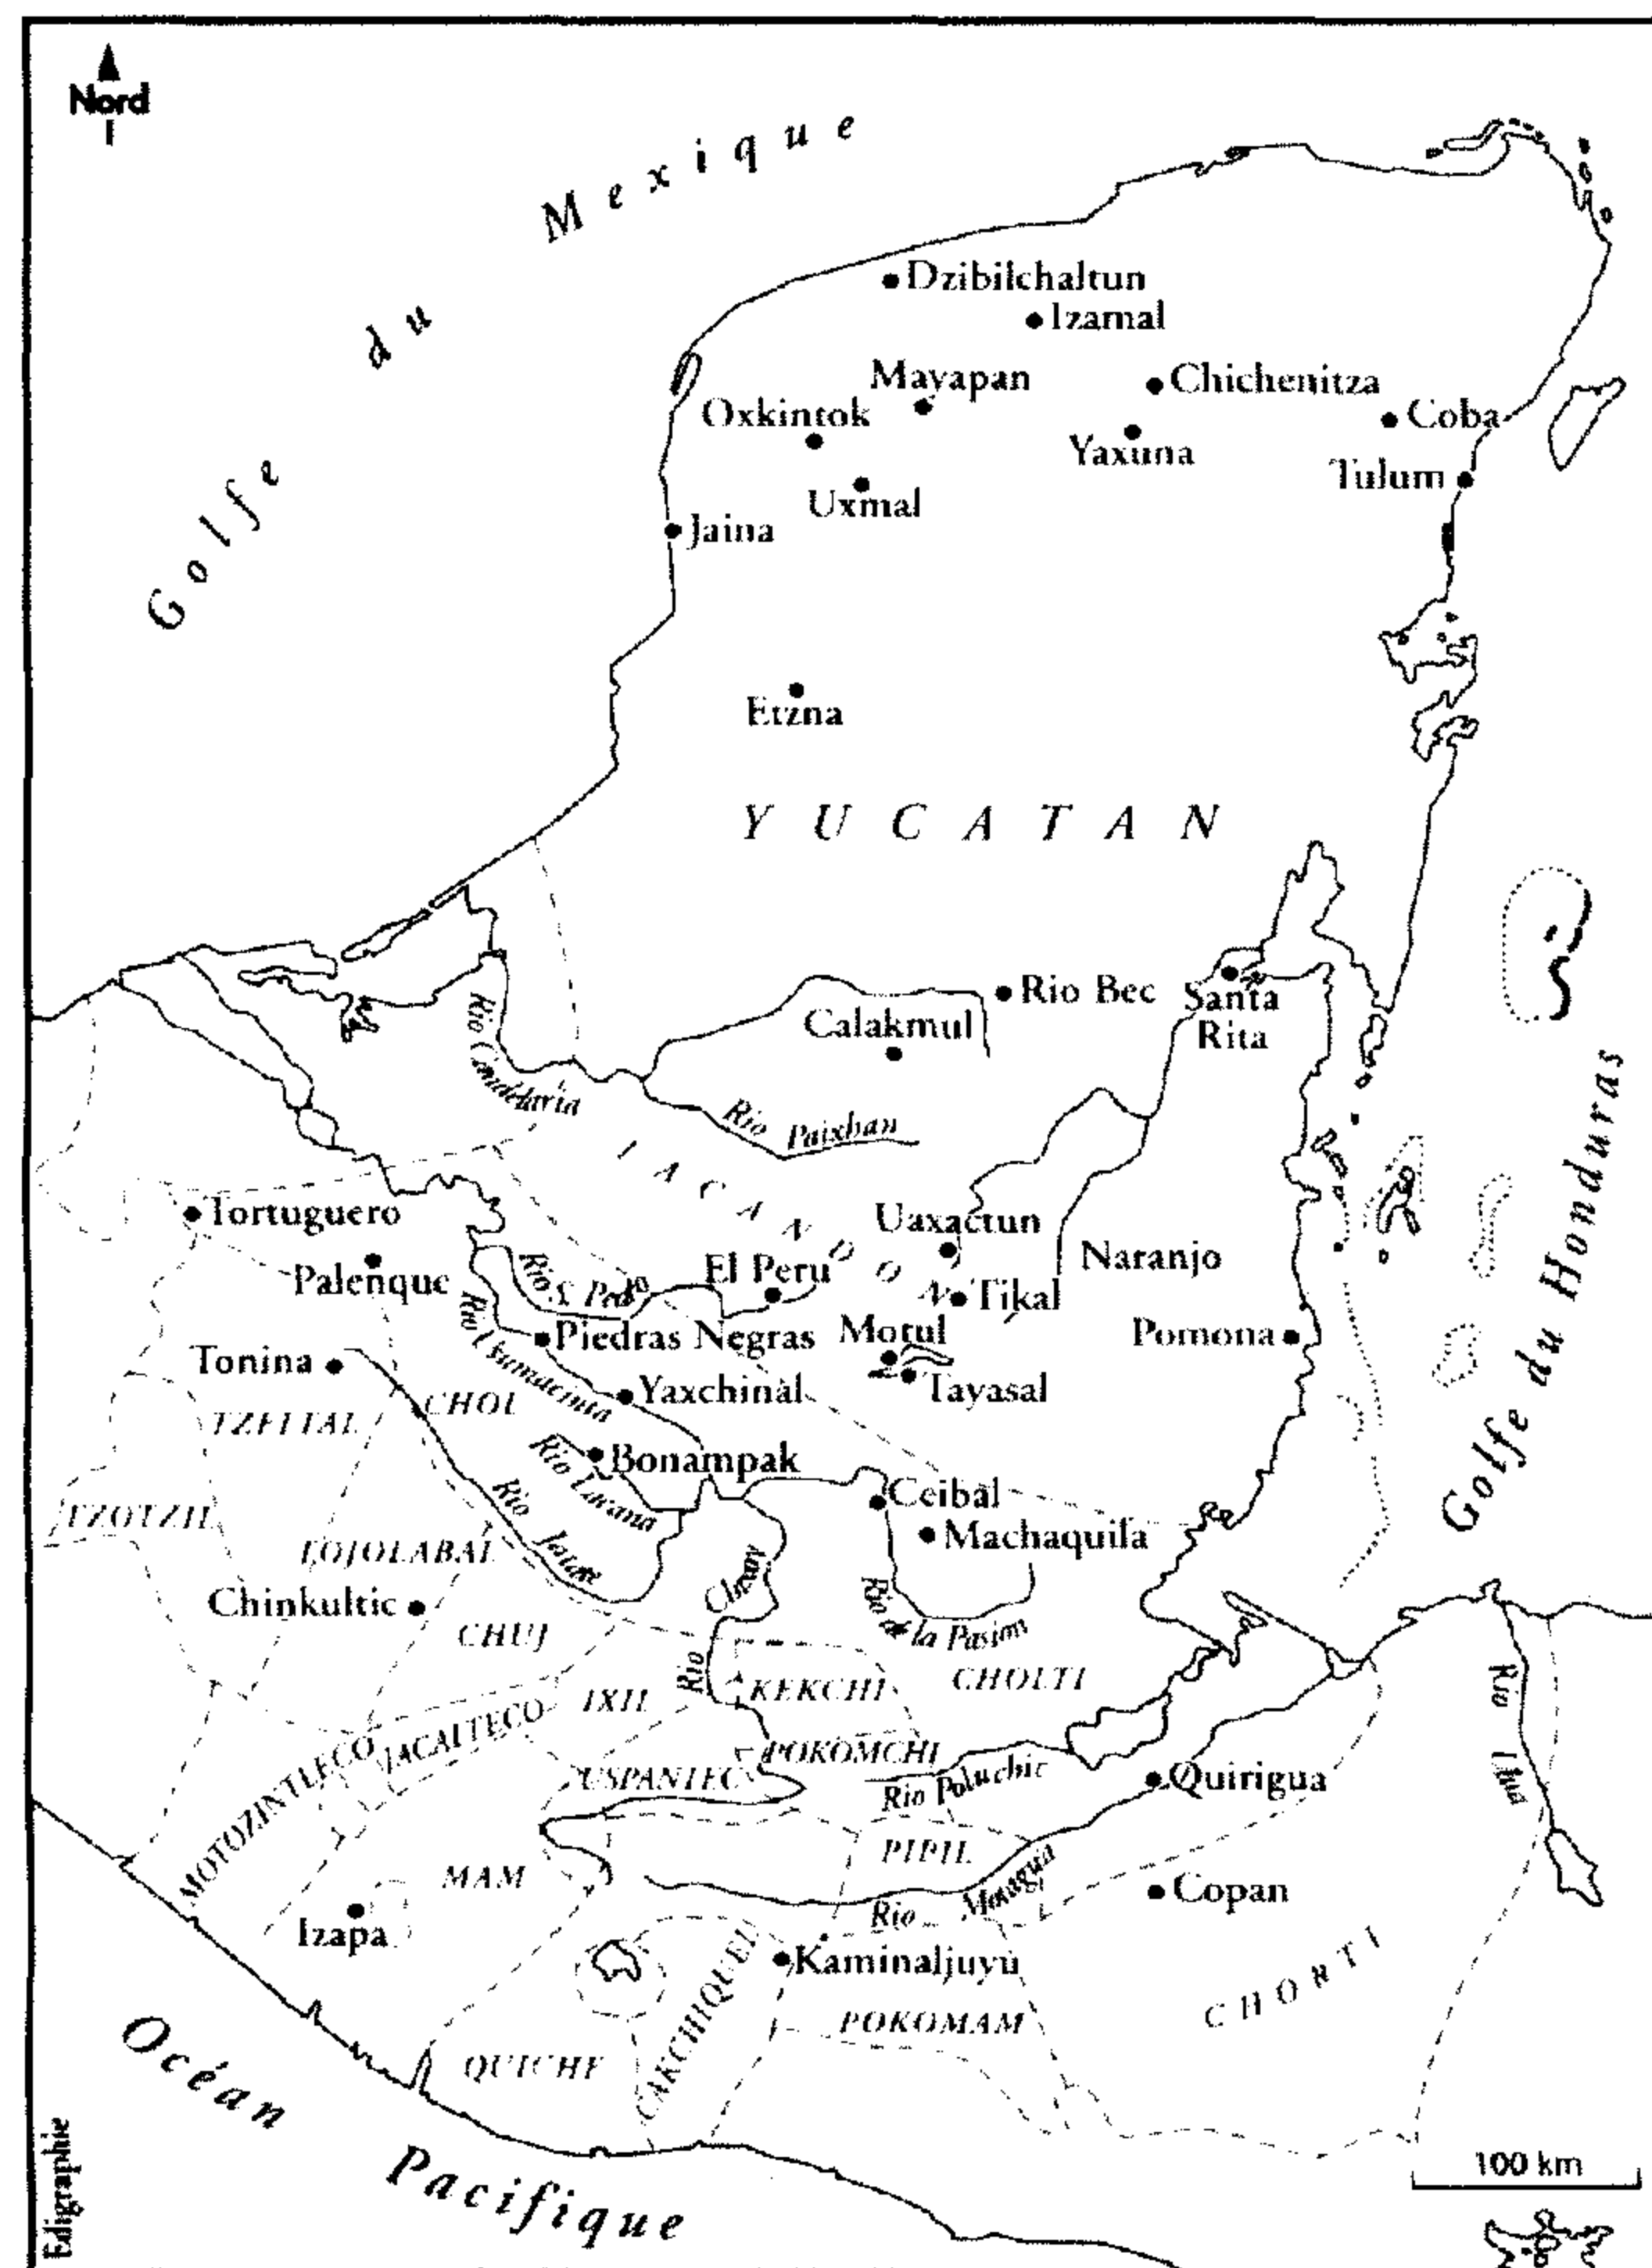 Nord
Golfe du Mexique
Dzibilchaltun
Izamal
Mayapan
Chichenitza
Oxkintok
Coba
Yaxuna
Tulum
Uxmal
Jaina
Etzna
YUCATAN
Rio Bec
Santa
Rita
Calakmul
Rio Candelaria
Rio Paixban
LACANDON
Golfe du Honduras
Tortuguero
Uaxactun
Naranjo
Palenque
El Peru
Rio S. Pedro
Tikal
Piedras Negras
Motul
Pomona
Rio Usumacinta
Tonina
Yaxchinal
Tayasal
CHOL
TZELTAL
Bonampak
Rio Lacana
Ceibal
TZOTZIL
Rio Jatate
Machaquila
TOJOLABAL
Chinkultic
Rio Chixoy
Rio de la Pasion
CHUJ
IXIL
KEKCHI
CHOLTI
JACALTECO
MOTOZINTLECO
POKOMCHI
USPANTEC
Rio Poluchic
Quirigua
Rio Ulua
PIPIL
MAM
Rio Motagua
Copan
Izapa
Kaminaljuyu
CAKCHIQUEL
CHORTI
POKOMAM
QUICHE
Océan Pacifique
100 km
Edigraphie